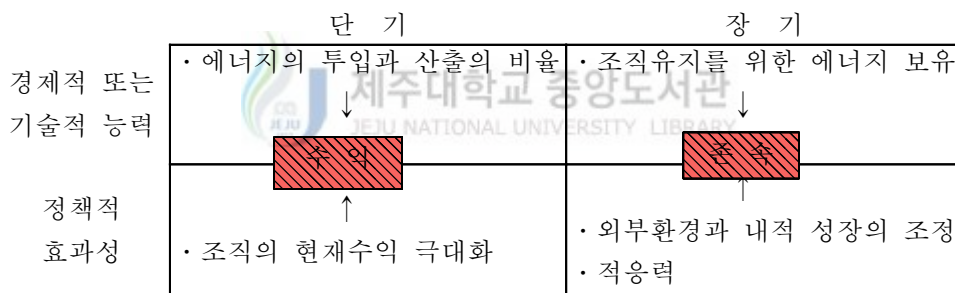 단 기 장 기
경제적 또는
기술적 능력
· 에너지의 투입과 산출의 비율
↓
수 익
↑
· 조직의 현재수익 극대화
· 조직유지를 위한 에너지 보유
↓
존 속
↑
· 외부환경과 내적 성장의 조정
· 적응력
정책적
효과성
제주대학교 중앙도서관
JEJU NATIONAL UNIVERSITY LIBRARY
JEJU